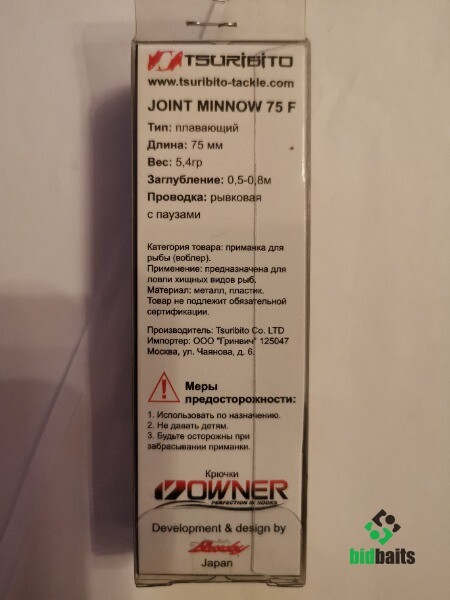 TSURIBITO
www.tsuribito-tackle.com
JOINT MINNOW 75 F
Тип: плавающий
Длина: 75 мм
Вес: 5,4гр
Заглубление: 0,5-0,8м
Проводка: рывковая
с паузами
Категория товара: приманка для
рыбы (воблер).
Применение: предназначена для
ловли хищных видов рыб.
Материал: металл, пластик.
Товар не подлежит обязательной
сертификации.
Производитель: Tsuribito Co. LTD
Импортер: ООО "Гринвич" 125047
Москва, ул. Чаянова, д. 6.
Меры
предосторожности:
1. Использовать по назначению.
2. Не давать детям.
3. Будьте осторожны при
забрасывании приманки.
Крючки
OWNER
PERFECTION IN HOOKS
Development & design by
Japan
bidbaits